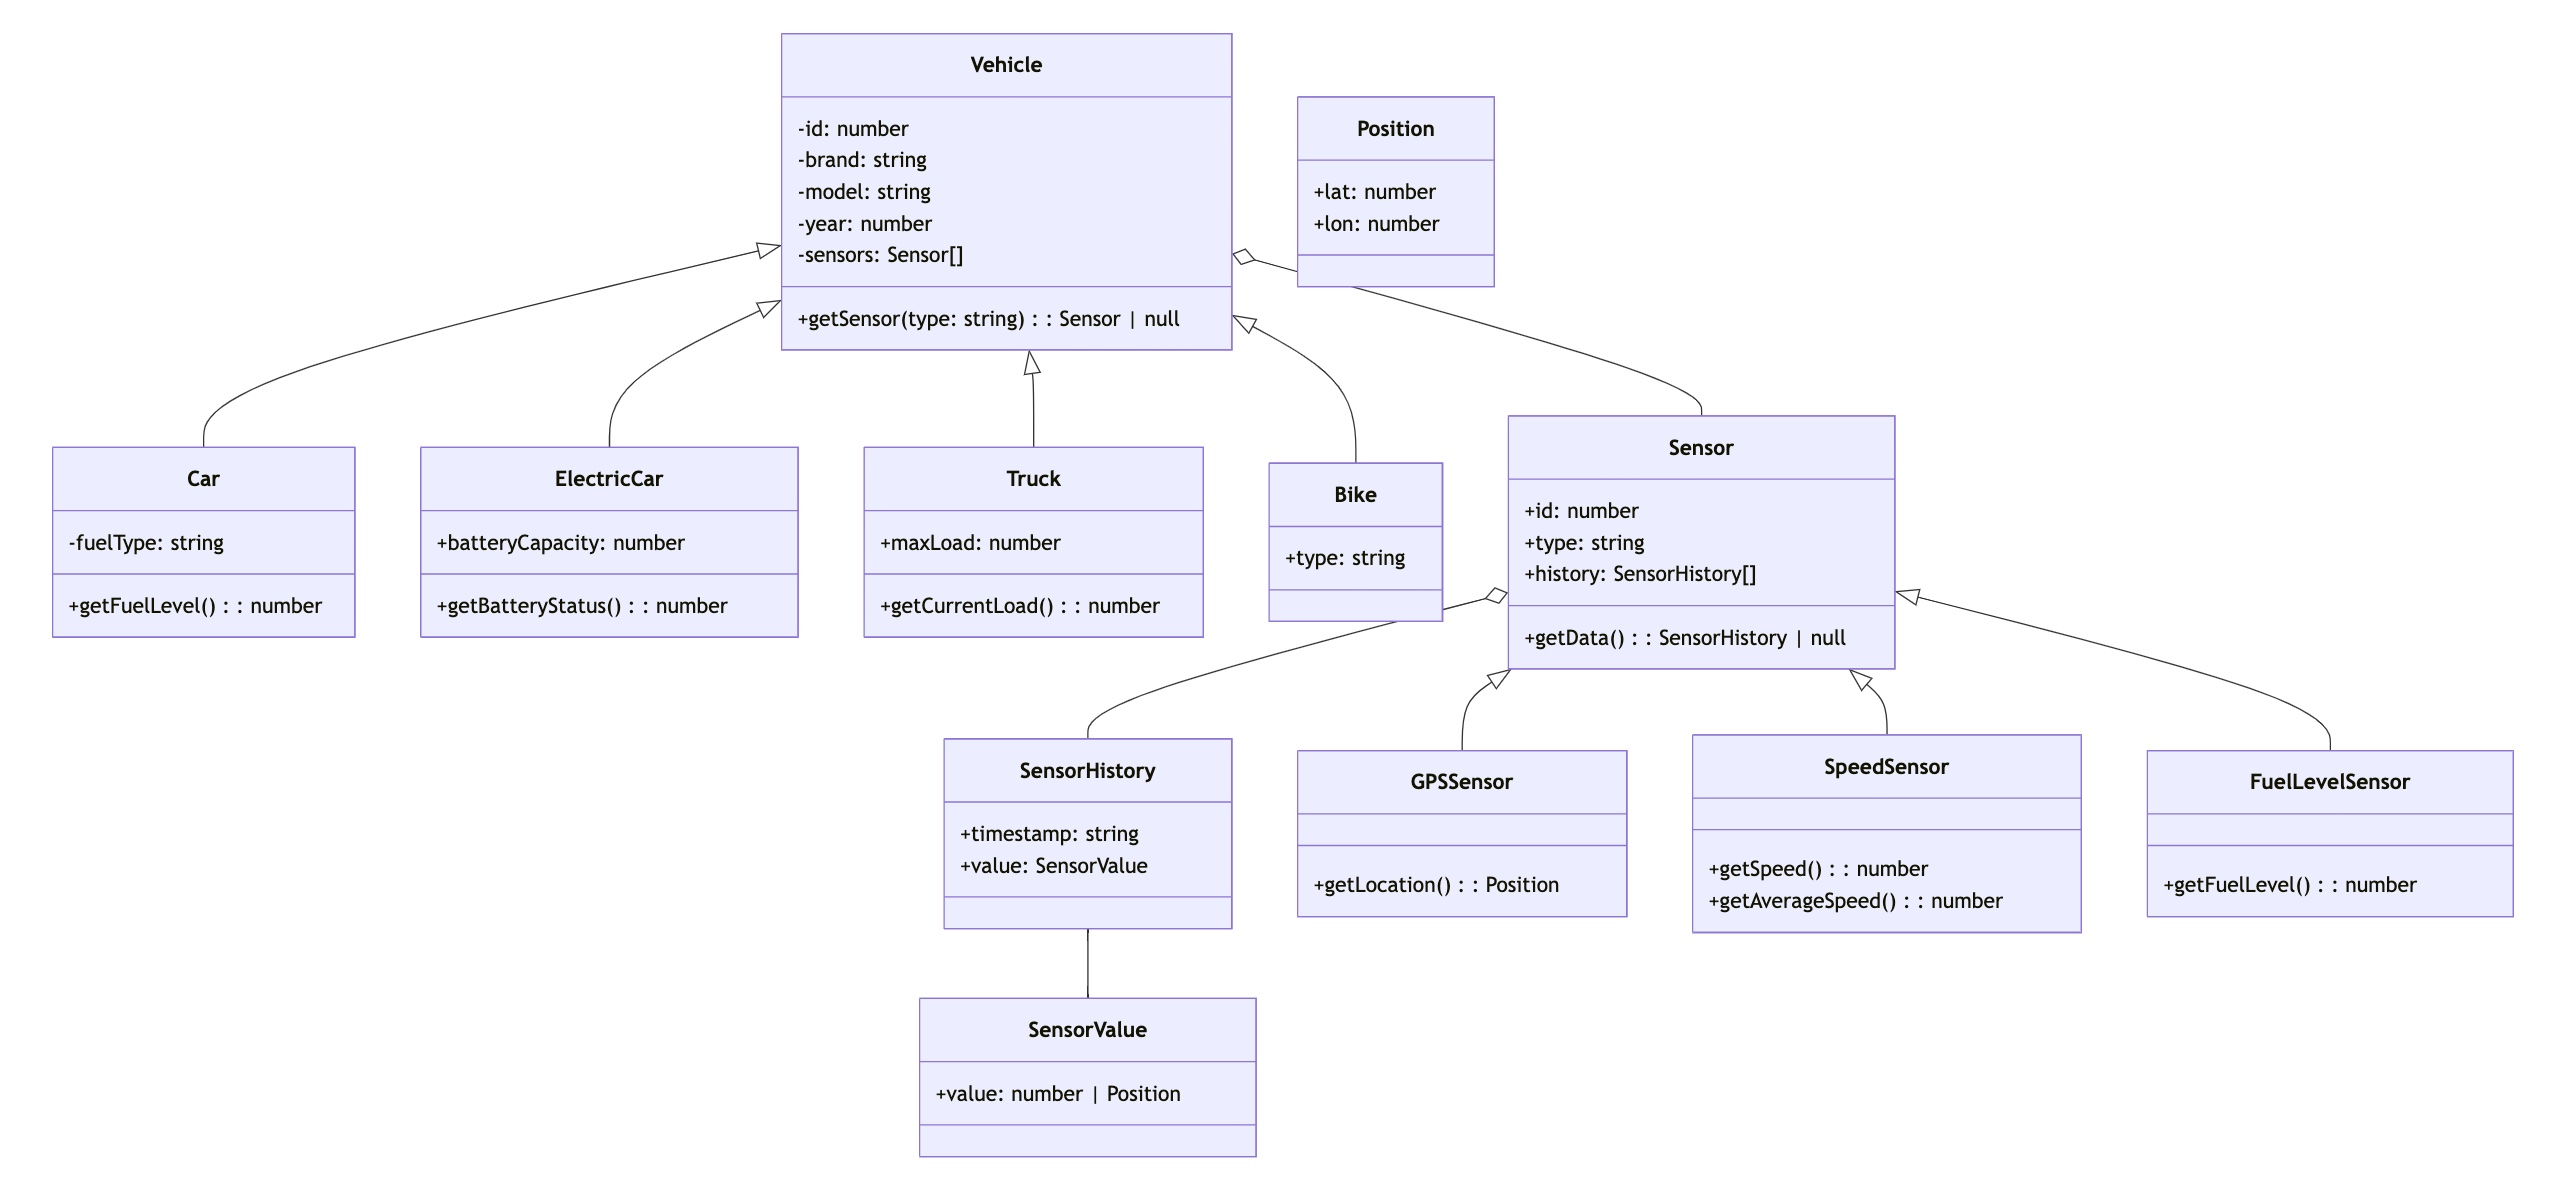 Vehicle
-id: number
-brand: string
-model: string
-year: number
-sensors: Sensor[]
+getSensor(type: string) : : Sensor | null
Position
+lat: number
+lon: number
Car
-fuelType: string
+getFuelLevel() : : number
ElectricCar
+batteryCapacity: number
+getBatteryStatus() : : number
Truck
+maxLoad: number
+getCurrentLoad() : : number
Bike
+type: string
Sensor
+id: number
+type: string
+history: SensorHistory[]
+getData() : : SensorHistory | null
SensorHistory
+timestamp: string
+value: SensorValue
GPSSensor
+getLocation() : : Position
SpeedSensor
+getSpeed() : : number
+getAverageSpeed() : : number
FuelLevelSensor
+getFuelLevel() : : number
SensorValue
+value: number | Position